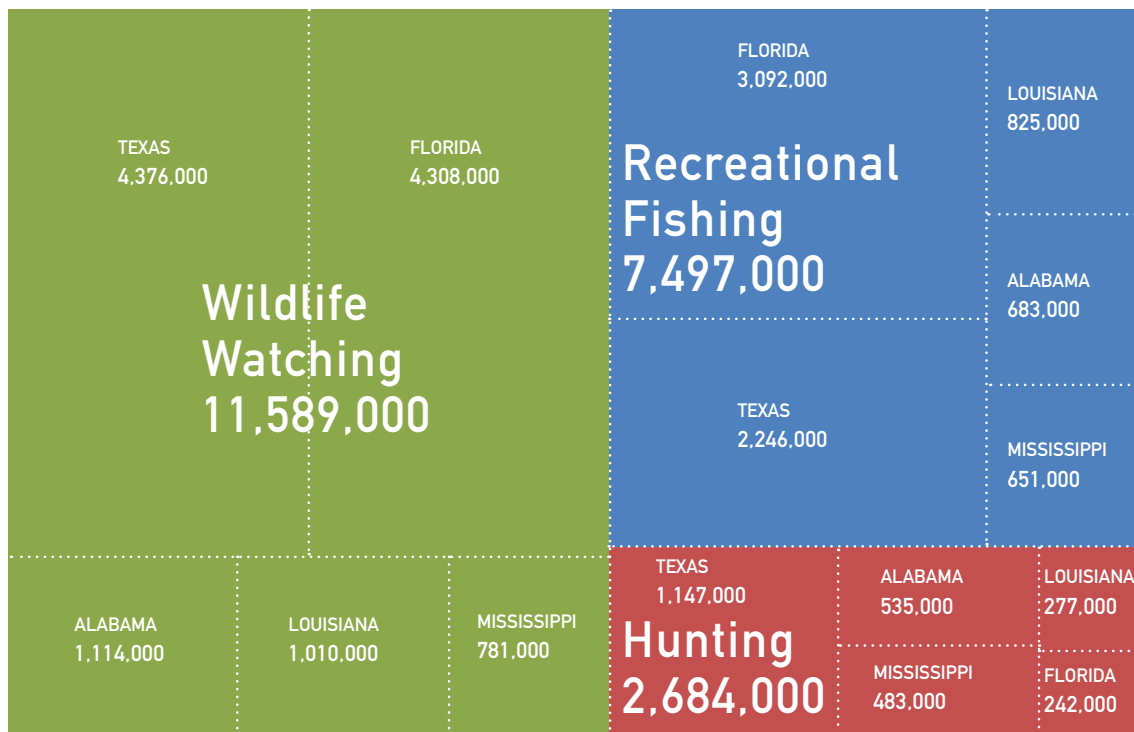 TEXAS
4,376,000
FLORIDA
4,308,000
Wildlife
Watching
11,589,000
ALABAMA
1,114,000
LOUISIANA
1,010,000
MISSISSIPPI
781,000
FLORIDA
3,092,000
Recreational
Fishing
7,497,000
LOUISIANA
825,000
ALABAMA
683,000
TEXAS
2,246,000
MISSISSIPPI
651,000
TEXAS
1,147,000
Hunting
2,684,000
ALABAMA
535,000
LOUISIANA
277,000
MISSISSIPPI
483,000
FLORIDA
242,000